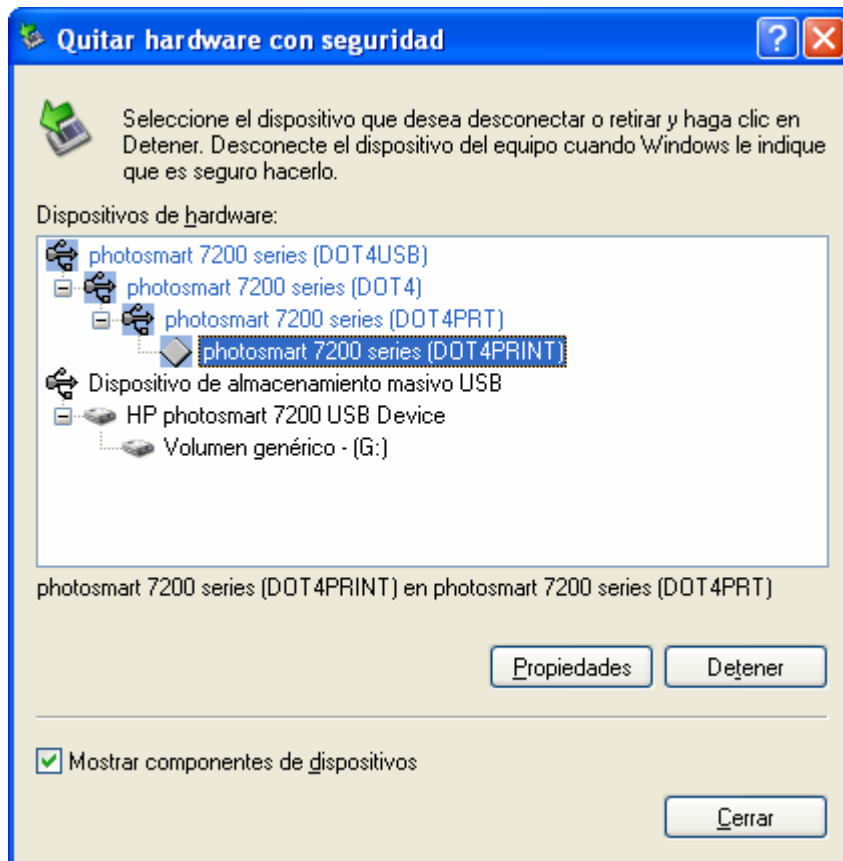 Quitar hardware con seguridad
Seleccione el dispositivo que desea desconectar o retirar y haga clic en
Detener. Desconecte el dispositivo del equipo cuando Windows le indique
que es seguro hacerlo.
Dispositivos de hardware:
photosmart 7200 series (DOT4USB)
photosmart 7200 series (DOT4)
photosmart 7200 series (DOT4PRT)
photosmart 7200 series (DOT4PRINT)
Dispositivo de almacenamiento masivo USB
HP photosmart 7200 USB Device
Volumen genérico - (G:)
photosmart 7200 series (DOT4PRINT) en photosmart 7200 series (DOT4PRT)
Propiedades Detener
Mostrar componentes de dispositivos
Cerrar